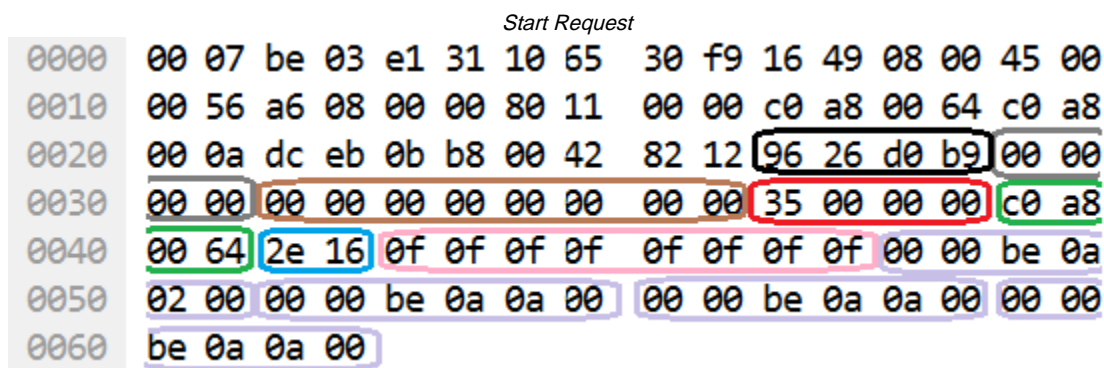 Start Request
0000 00 07 be 03 e1 31 10 65 30 f9 16 49 08 00 45 00
0010 00 56 a6 08 00 00 80 11 00 00 c0 a8 00 64 c0 a8
0020 00 0a dc eb 0b b8 00 42 82 12 96 26 d0 b9 00 00
0030 00 00 00 00 00 00 00 00 00 00 35 00 00 00 c0 a8
0040 00 64 2e 16 0f 0f 0f 0f 0f 0f 0f 0f 00 00 be 0a
0050 02 00 00 00 be 0a 0a 00 00 00 be 0a 0a 00 00 00
0060 be 0a 0a 00